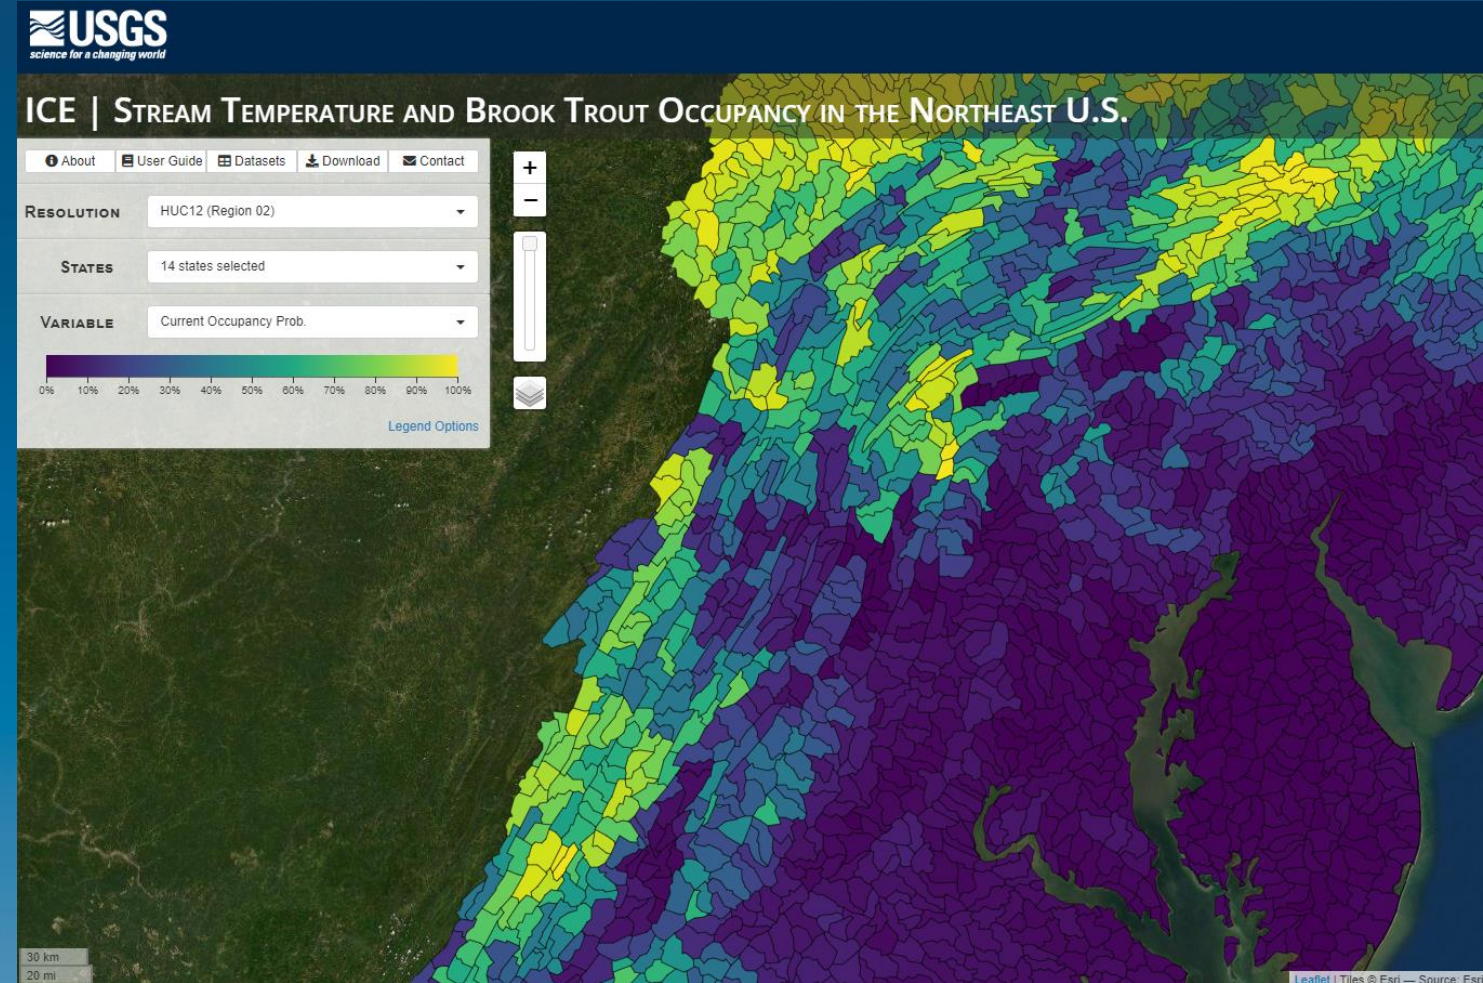 USGS
science for a changing world
ICE | Stream Temperature and Brook Trout Occupancy in the Northeast U.S.
About User Guide Datasets Download Contact
Resolution HUC12 (Region 02)
States 14 states selected
Variable Current Occupancy Prob.
0% 10% 20% 30% 40% 50% 60% 70% 80% 90% 100%
Legend Options
+
−
30 km
20 mi
Leaflet | Tiles © Esri — Source: Esri